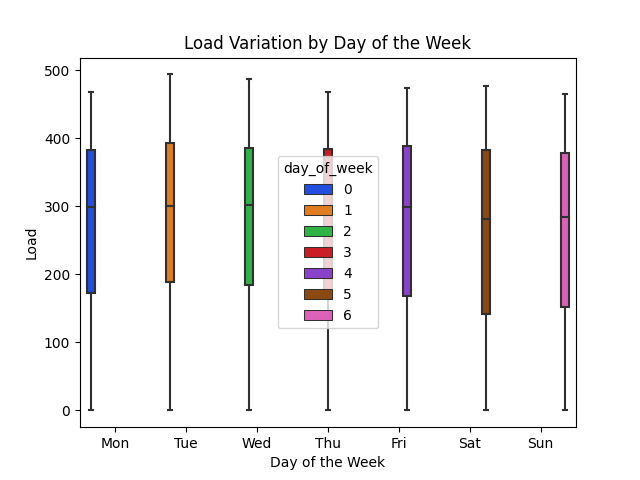 Load Variation by Day of the Week
500
400
300
200
100
0
Load
day_of_week
0
1
2
3
4
5
6
Mon Tue Wed Thu Fri Sat Sun
Day of the Week